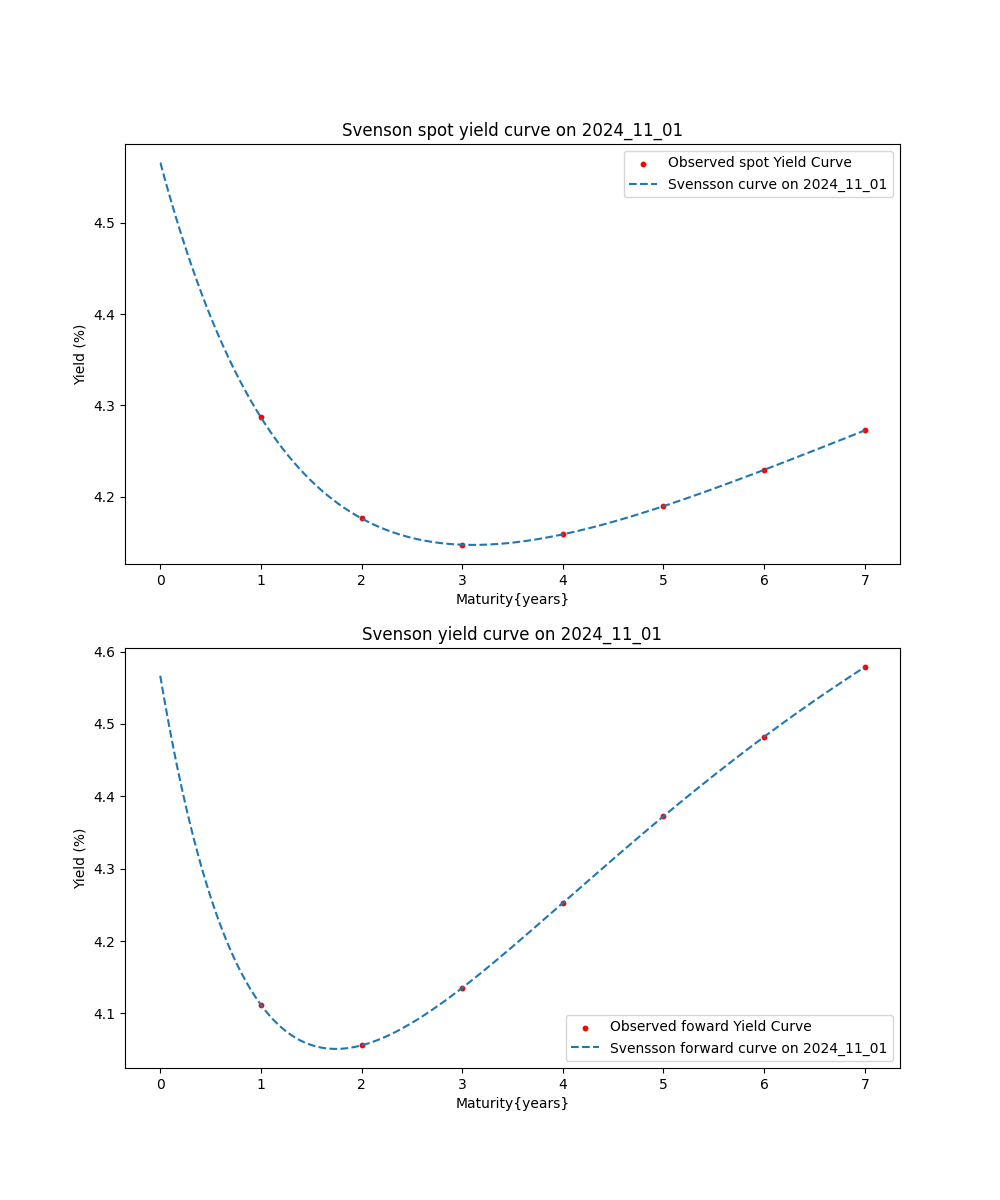 Svenson spot yield curve on 2024_11_01
Observed spot Yield Curve
Svensson curve on 2024_11_01
4.5
4.4
4.3
4.2
Yield (%)
0 1 2 3 4 5 6 7
Maturity{years}
Svenson yield curve on 2024_11_01
4.6
4.5
4.4
4.3
4.2
4.1
Yield (%)
Observed foward Yield Curve
Svensson forward curve on 2024_11_01
0 1 2 3 4 5 6 7
Maturity{years}